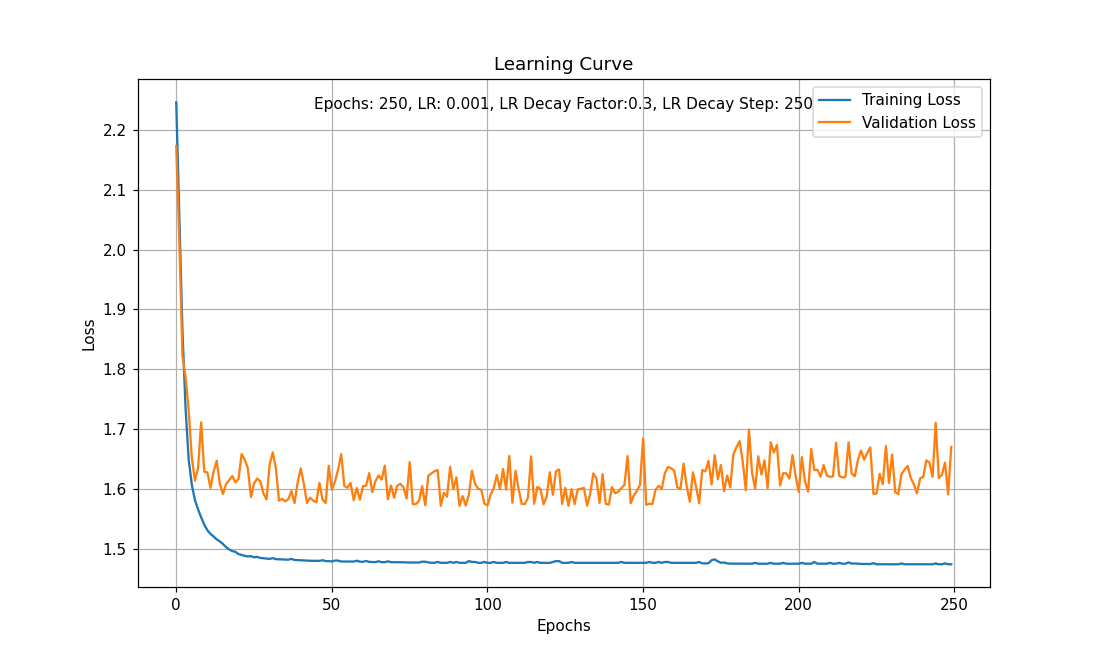 Learning Curve
Epochs: 250, LR: 0.001, LR Decay Factor:0.3, LR Decay Step: 250
Training Loss
Validation Loss
2.2
2.1
2.0
1.9
1.8
1.7
1.6
1.5
Loss
0 50 100 150 200 250
Epochs